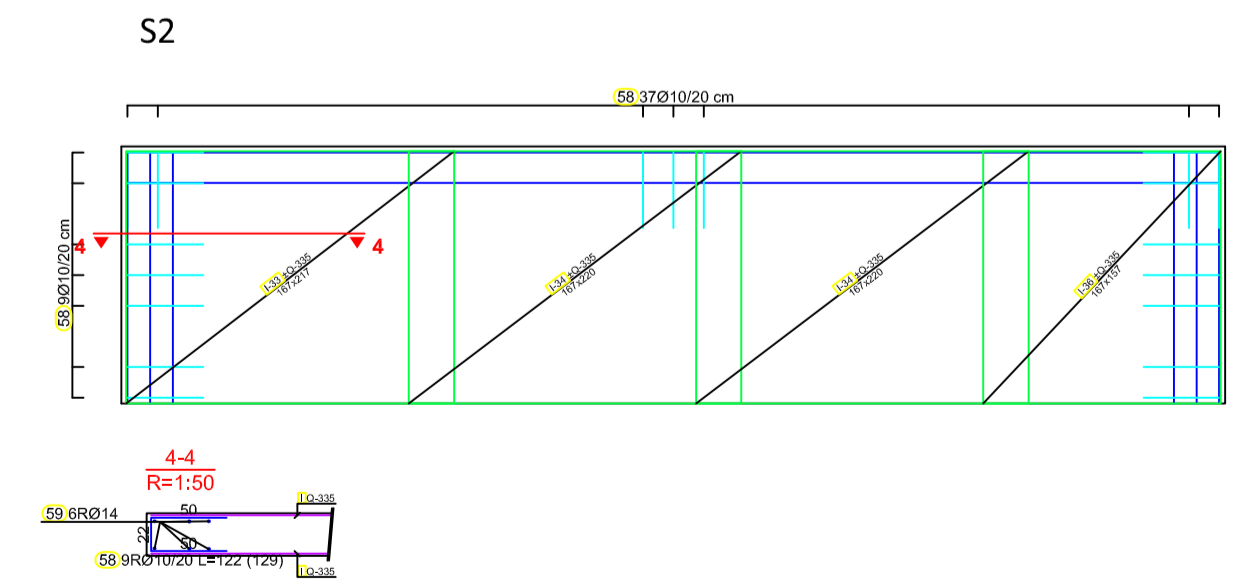 S2
58 37Ø10/20 cm
58 9Ø10/20 cm
4
4
I-33 ±Q-335
167x217
I-34 ±Q-335
167x220
I-34 ±Q-335
167x220
I-36 ±Q-335
167x157
4-4
R=1:50
I Q-335
59 6RØ14
50
22
50
58 9RØ10/20 L=122 (129)
I Q-335